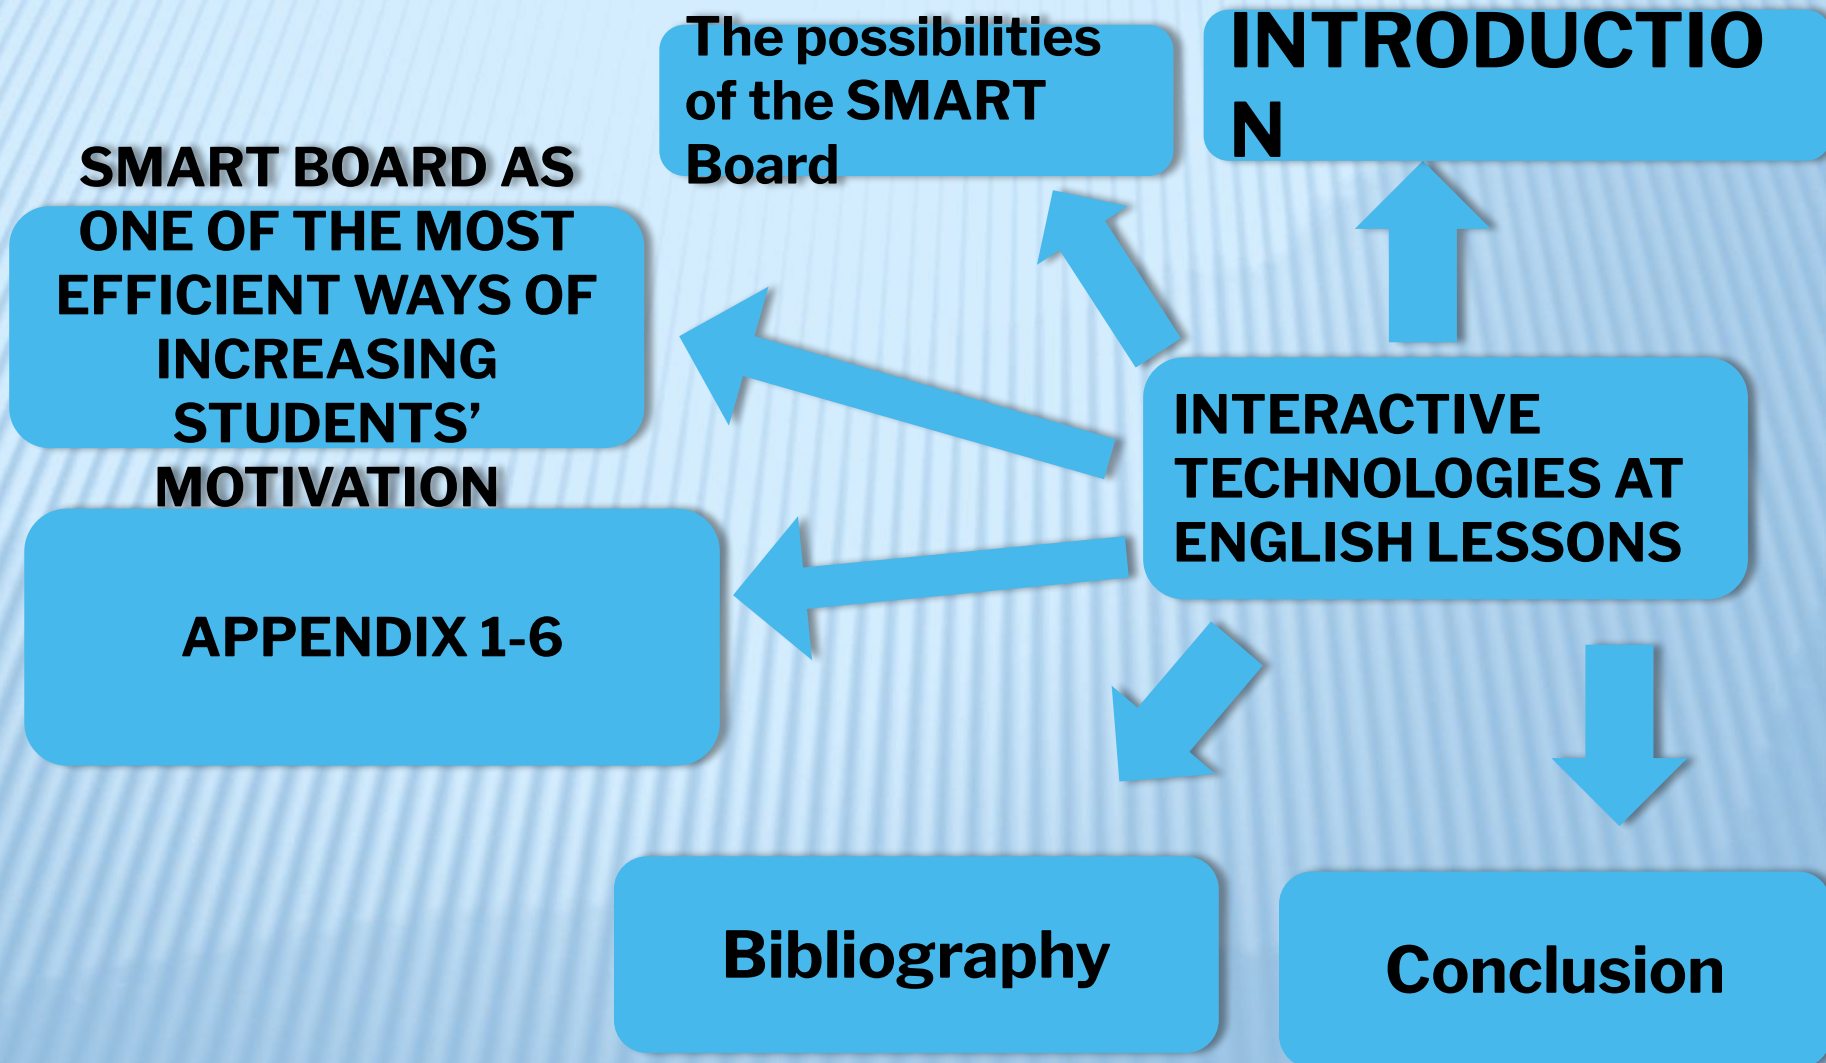 The possibilities
of the SMART
Board
INTRODUCTIO
N
SMART BOARD AS
ONE OF THE MOST
EFFICIENT WAYS OF
INCREASING
STUDENTS’
MOTIVATION
INTERACTIVE
TECHNOLOGIES AT
ENGLISH LESSONS
APPENDIX 1-6
Bibliography
Conclusion